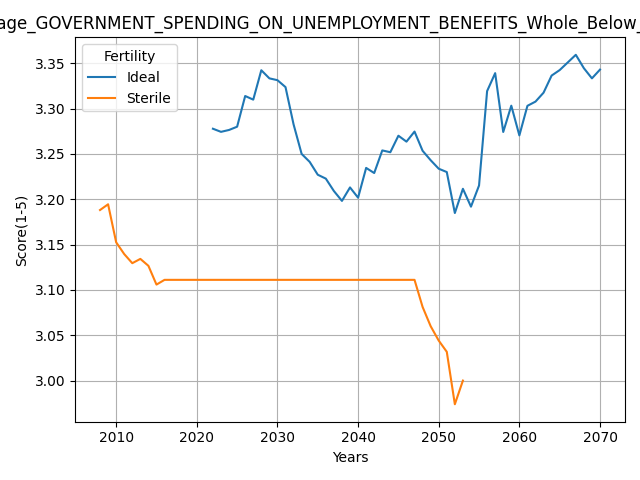 age_GOVERNMENT_SPENDING_ON_UNEMPLOYMENT_BENEFITS_Whole_Below_
Fertility
Ideal
Sterile
3.35
3.30
3.25
3.20
3.15
3.10
3.05
3.00
Score(1-5)
2010 2020 2030 2040 2050 2060 2070
Years